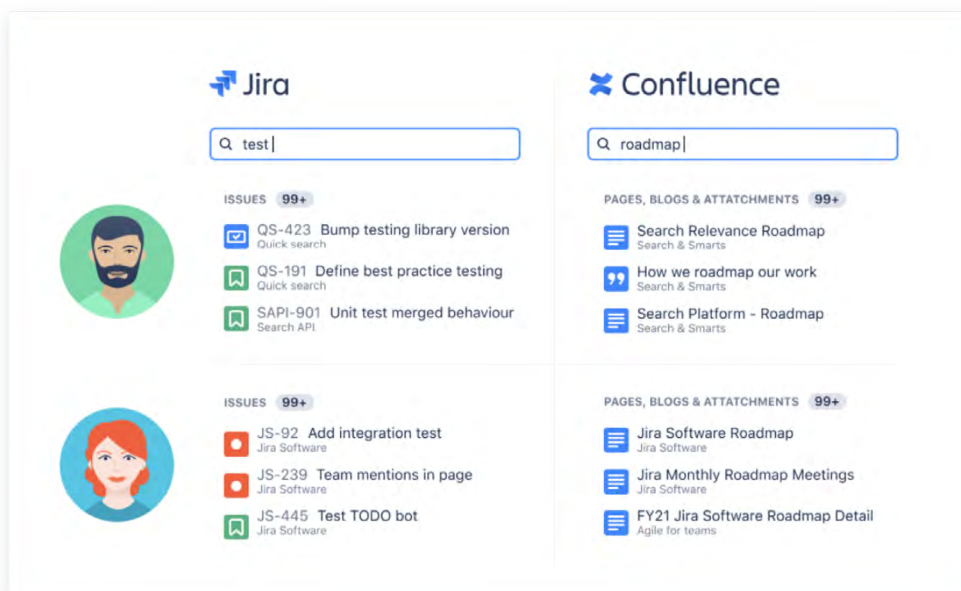 Jira
Confluence
test
roadmap
ISSUES 99+
QS-423 Bump testing library version
Quick search
QS-191 Define best practice testing
Quick search
SAPI-901 Unit test merged behaviour
Search API
PAGES, BLOGS & ATTATCHMENTS 99+
Search Relevance Roadmap
Search & Smarts
How we roadmap our work
Search & Smarts
Search Platform - Roadmap
Search & Smarts
ISSUES 99+
JS-92 Add integration test
Jira Software
JS-239 Team mentions in page
Jira Software
JS-445 Test TODO bot
Jira Software
PAGES, BLOGS & ATTATCHMENTS 99+
Jira Software Roadmap
Jira Software
Jira Monthly Roadmap Meetings
Jira Software
FY21 Jira Software Roadmap Detail
Agile for teams